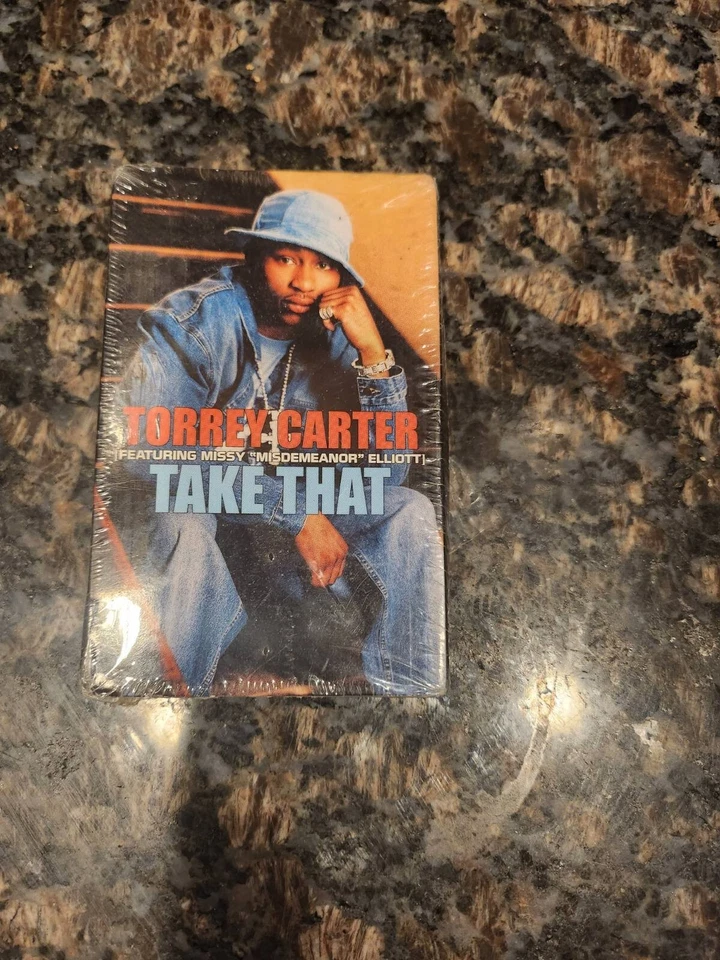 TORREY CARTER
[FEATURING MISSY "MISDEMEANOR" ELLIOTT]
TAKE THAT